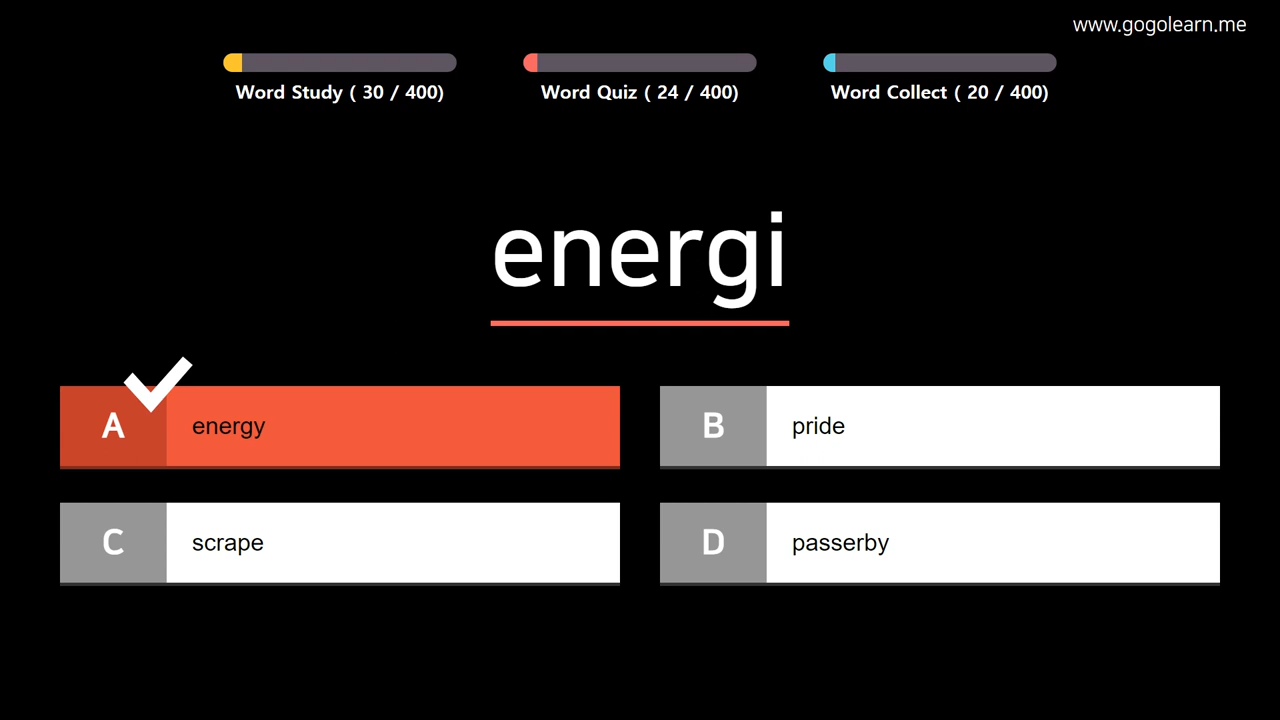 www.gogolearn.me
Word Study ( 30 / 400)
Word Quiz ( 24 / 400)
Word Collect ( 20 / 400)
energi
A energy
B pride
C scrape
D passerby